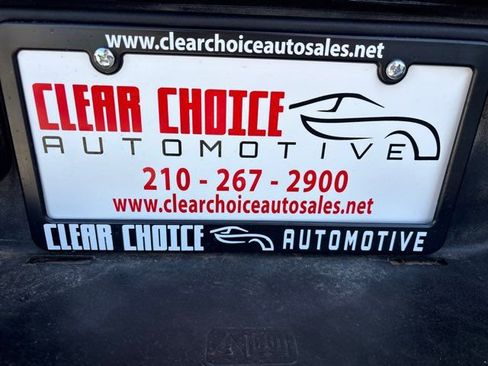 www.clearchoiceautosales.net
CLEAR CHOICE
AUTOMOTIVE
210 - 267 - 2900
www.clearchoiceautosales.net
CLEAR CHOICE AUTOMOTIVE